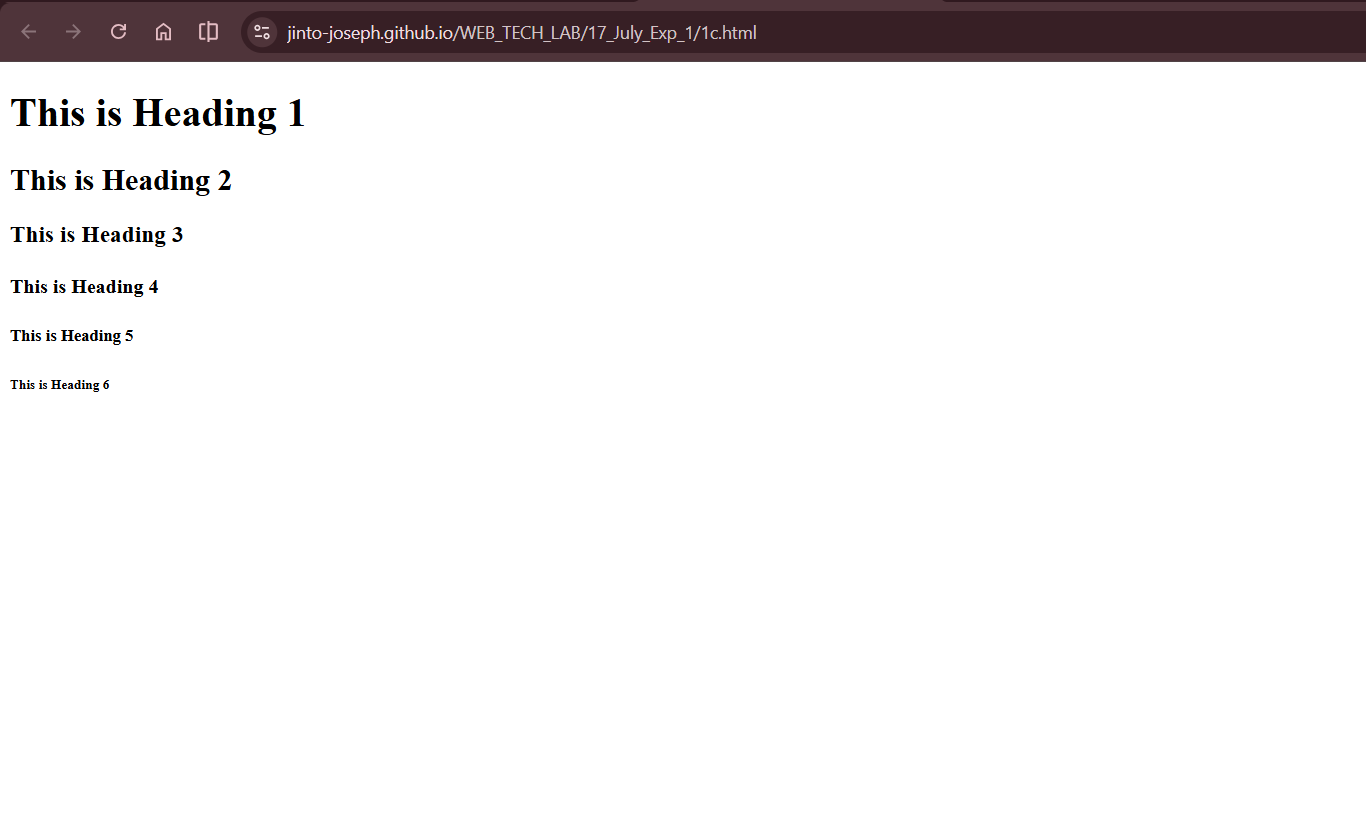 jinto-joseph.github.io/WEB_TECH_LAB/17_July_Exp_1/1c.html
This is Heading 1
This is Heading 2
This is Heading 3
This is Heading 4
This is Heading 5
This is Heading 6